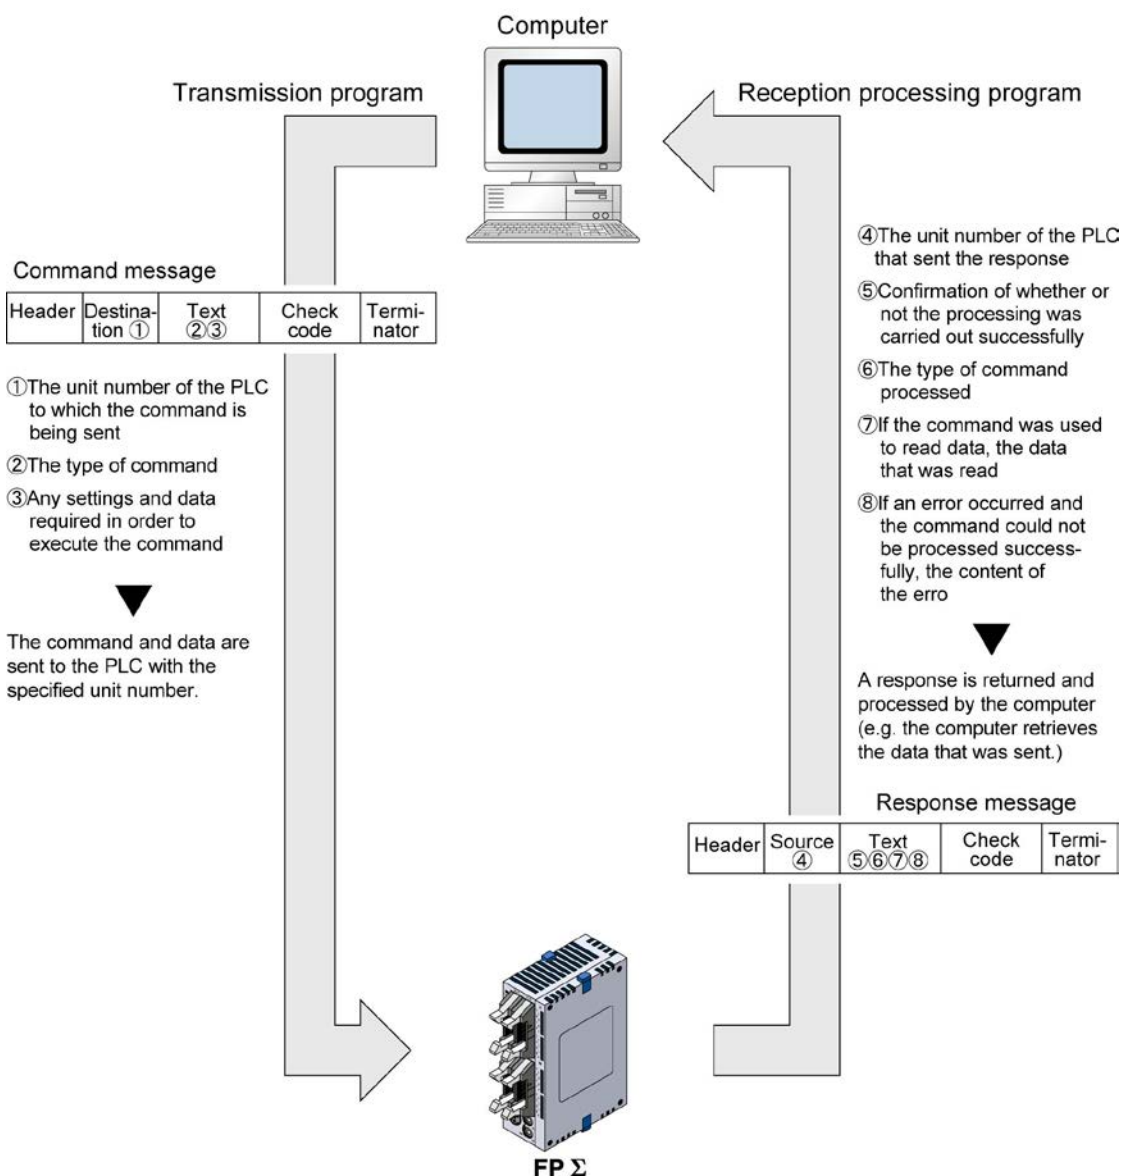 Computer
Transmission program
Reception processing program
Command message
Header
Destina-
tion ①
Text
②③
Check
code
Termi-
nator
①The unit number of the PLC
to which the command is
being sent
②The type of command
③Any settings and data
required in order to
execute the command
The command and data are
sent to the PLC with the
specified unit number.
④The unit number of the PLC
that sent the response
⑤Confirmation of whether or
not the processing was
carried out successfully
⑥The type of command
processed
⑦If the command was used
to read data, the data
that was read
⑧If an error occurred and
the command could not
be processed success-
fully, the content of
the erro
A response is returned and
processed by the computer
(e.g. the computer retrieves
the data that was sent.)
Response message
Header
Source
④
Text
⑤⑥⑦⑧
Check
code
Termi-
nator
FP Σ